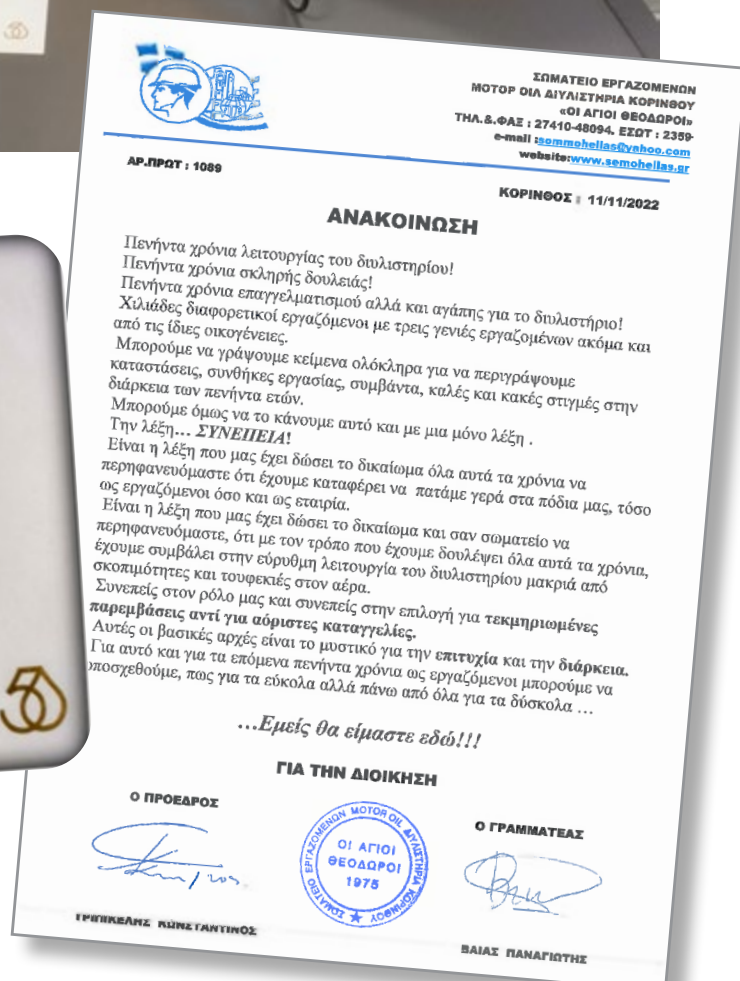 50
ΣΩΜΑΤΕΙΟ ΕΡΓΑΖΟΜΕΝΩΝ
ΜΟΤΟΡ ΟΙΛ ΔΙΥΛΙΣΤΗΡΙΑ ΚΟΡΙΝΘΟΥ
«ΟΙ ΑΓΙΟΙ ΘΕΟΔΩΡΟΙ»
ΤΗΛ.&.ΦΑΞ : 27410-48094. ΕΣΩΤ : 2359-
e-mail :sommohellas@yahoo.com
website:www.semohellas.gr
ΑΡ.ΠΡΩΤ : 1089
ΚΟΡΙΝΘΟΣ : 11/11/2022
ΑΝΑΚΟΙΝΩΣΗ
Πενήντα χρόνια λειτουργίας του διυλιστηρίου!
Πενήντα χρόνια σκληρής δουλειάς!
Πενήντα χρόνια επαγγελματισμού αλλά και αγάπης για το διυλιστήριο!
Χιλιάδες διαφορετικοί εργαζόμενοι με τρεις γενιές εργαζομένων ακόμα και
από τις ίδιες οικογένειες.
Μπορούμε να γράψουμε κείμενα ολόκληρα για να περιγράψουμε
καταστάσεις, συνθήκες εργασίας, συμβάντα, καλές και κακές στιγμές στην
διάρκεια των πενήντα ετών.
Μπορούμε όμως να το κάνουμε αυτό και με μια μόνο λέξη .
Την λέξη… ΣΥΝΕΠΕΙΑ!
Είναι η λέξη που μας έχει δώσει το δικαίωμα όλα αυτά τα χρόνια να
περηφανευόμαστε ότι έχουμε καταφέρει να πατάμε γερά στα πόδια μας, τόσο
ως εργαζόμενοι όσο και ως εταιρία.
Είναι η λέξη που μας έχει δώσει το δικαίωμα και σαν σωματείο να
περηφανευόμαστε, ότι με τον τρόπο που έχουμε δουλέψει όλα αυτά τα χρόνια,
έχουμε συμβάλει στην εύρυθμη λειτουργία του διυλιστηρίου μακριά από
σκοπιμότητες και τουφεκιές στον αέρα.
Συνεπείς στον ρόλο μας και συνεπείς στην επιλογή για τεκμηριωμένες
παρεμβάσεις αντί για αόριστες καταγγελίες.
Αυτές οι βασικές αρχές είναι το μυστικό για την επιτυχία και την διάρκεια.
Για αυτό και για τα επόμενα πενήντα χρόνια ως εργαζόμενοι μπορούμε να
υποσχεθούμε, πως για τα εύκολα αλλά πάνω από όλα για τα δύσκολα …
…Εμείς θα είμαστε εδώ!!!
ΓΙΑ ΤΗΝ ΔΙΟΙΚΗΣΗ
Ο ΠΡΟΕΔΡΟΣ
Ο ΓΡΑΜΜΑΤΕΑΣ
ΣΩΜΑΤΕΙΟ ΕΡΓΑΖΟΜΕΝΩΝ MOTOR OIL ΔΙΥΛΙΣΤΗΡΙΑ ΚΟΡΙΝΘΟΥ
ΟΙ ΑΓΙΟΙ
ΘΕΟΔΩΡΟΙ
1975
ΚΩΝΣΤΑΝΤΙΝΟΣ
ΒΑΙΑΣ ΠΑΝΑΓΙΩΤΗΣ
50